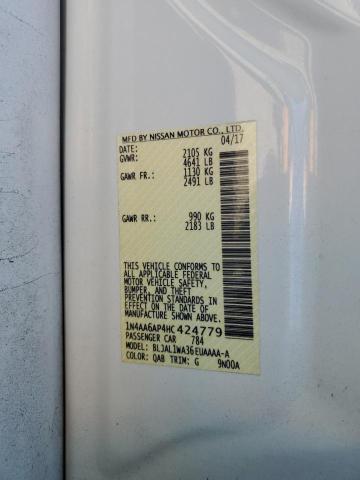 MFD BY NISSAN MOTOR CO., LTD.
DATE: 04/17
GVWR: 2105 KG
4641 LB
GAWR FR.: 1130 KG
2491 LB
GAWR RR.: 990 KG
2183 LB
THIS VEHICLE CONFORMS TO
ALL APPLICABLE FEDERAL
MOTOR VEHICLE SAFETY,
BUMPER, AND THEFT
PREVENTION STANDARDS
IN EFFECT ON THE DATE
OF MANUFACTURE SHOWN
ABOVE.
1N4AA6AP4HC424779
PASSENGER CAR 784
MODEL: BLJAL1WA36EUAAAA-A
COLOR: QAB TRIM: G 9N00A